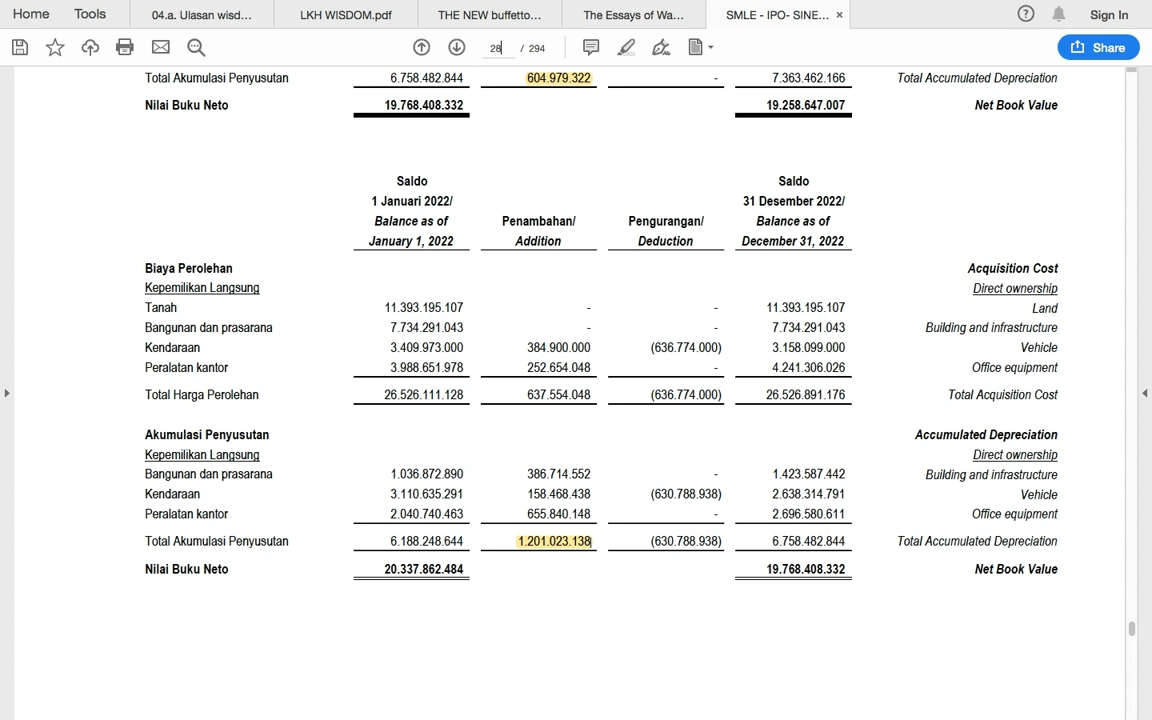 Home Tools 04.a. Ulasan wisd... LKH WISDOM.pdf THE NEW buffetto... The Essays of Wa... SMLE - IPO- SINE... × ? Sign In
28 / 294 Share
Total Akumulasi Penyusutan 6.758.482.844 604.979.322 - 7.363.462.166 Total Accumulated Depreciation
Nilai Buku Neto 19.768.408.332 19.258.647.007 Net Book Value
Saldo Saldo
1 Januari 2022/ 31 Desember 2022/
Balance as of Penambahan/ Pengurangan/ Balance as of
January 1, 2022 Addition Deduction December 31, 2022
Biaya Perolehan Acquisition Cost
Kepemilikan Langsung Direct ownership
Tanah 11.393.195.107 - - 11.393.195.107 Land
Bangunan dan prasarana 7.734.291.043 - - 7.734.291.043 Building and infrastructure
Kendaraan 3.409.973.000 384.900.000 (636.774.000) 3.158.099.000 Vehicle
Peralatan kantor 3.988.651.978 252.654.048 - 4.241.306.026 Office equipment
Total Harga Perolehan 26.526.111.128 637.554.048 (636.774.000) 26.526.891.176 Total Acquisition Cost
Akumulasi Penyusutan Accumulated Depreciation
Kepemilikan Langsung Direct ownership
Bangunan dan prasarana 1.036.872.890 386.714.552 - 1.423.587.442 Building and infrastructure
Kendaraan 3.110.635.291 158.468.438 (630.788.938) 2.638.314.791 Vehicle
Peralatan kantor 2.040.740.463 655.840.148 - 2.696.580.611 Office equipment
Total Akumulasi Penyusutan 6.188.248.644 1.201.023.138 (630.788.938) 6.758.482.844 Total Accumulated Depreciation
Nilai Buku Neto 20.337.862.484 19.768.408.332 Net Book Value